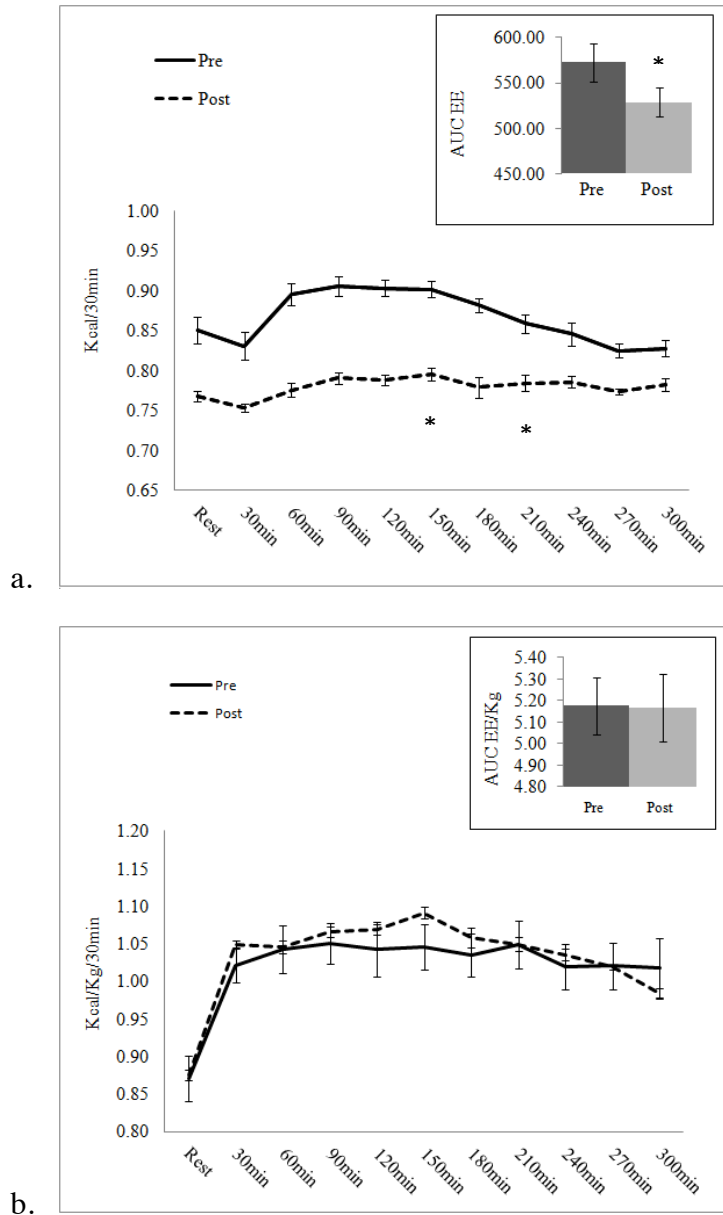 Pre
Post
AUC EE
600.00
550.00
500.00
450.00
*
Pre
Post
Kcal/30min
1.00
0.95
0.90
0.85
0.80
0.75
0.70
0.65
* *
Rest 30min 60min 90min 120min 150min 180min 210min 240min 270min 300min
a.
Pre
Post
AUC EE/Kg
5.40
5.30
5.20
5.10
5.00
4.90
4.80
Pre Post
Kcal/Kg/30min
1.20
1.15
1.10
1.05
1.00
0.95
0.90
0.85
0.80
Rest 30min 60min 90min 120min 150min 180min 210min 240min 270min 300min
b.